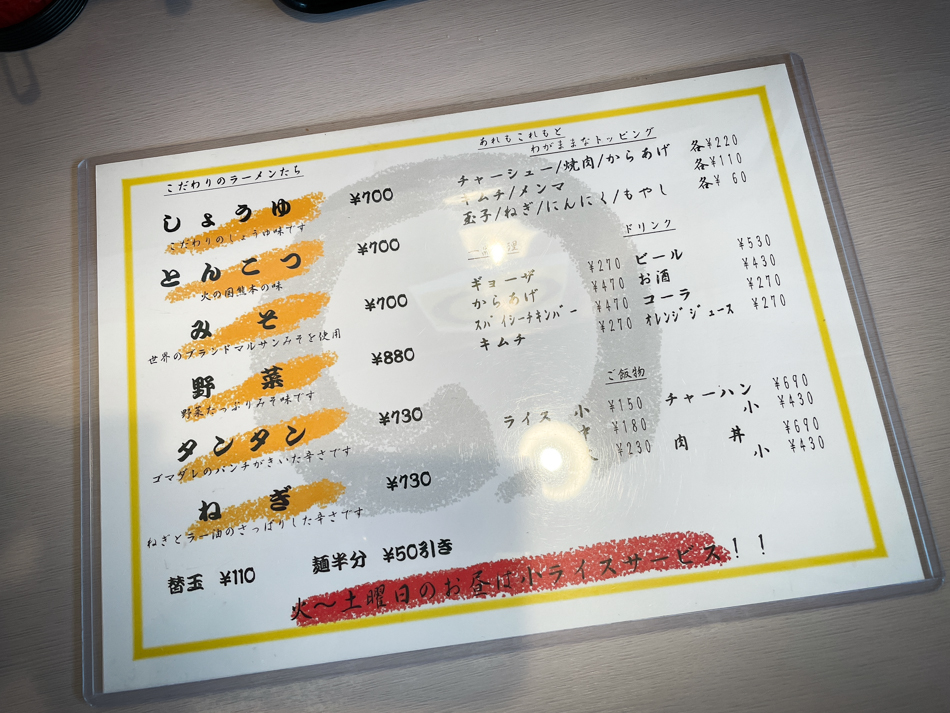 こだわりのラーメンたち
しょうゆ ¥700
こだわりのしょうゆ味です
とんこつ ¥700
火の国熊本の味
みそ ¥700
世界のブランドマルサンみそを使用
野菜 ¥880
野菜たっぷりみそ味です
タンタン ¥730
ゴマダレのパンチがきいた辛さです
ねぎ ¥730
ねぎとラー油のさっぱりした辛さです
替玉 ¥110 麺半分 ¥50引き
あれもこれもと
わがままなトッピング
チャーシュー/焼肉/からあげ 各¥220
キムチ/メンマ 各¥110
玉子/ねぎ/にんにく/もやし 各¥ 60
理
ギョーザ ¥270
からあげ ¥470
スパイシーチキンバー ¥470
キムチ ¥270
ドリンク
ビール ¥530
お酒 ¥430
コーラ ¥270
オレンジジュース ¥270
ご飯物
ライス 小 ¥150
¥180
¥230
チャーハン ¥690
小 ¥430
肉丼 ¥690
小 ¥430
火～土曜日のお昼は小ライスサービス!!